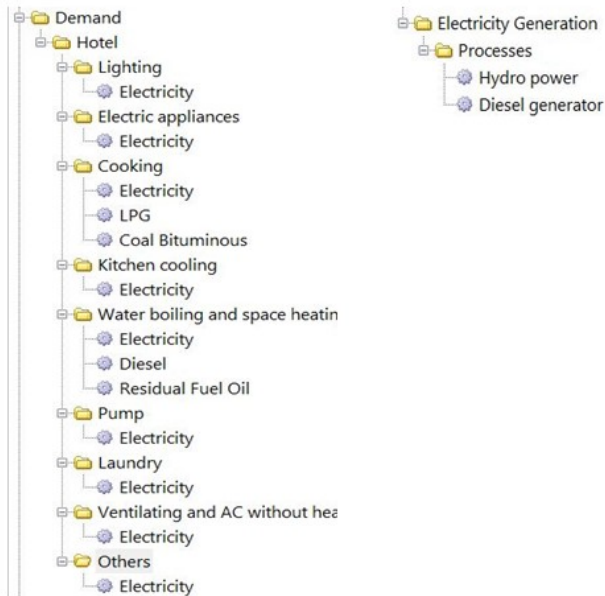 Demand
Hotel
Lighting
Electricity
Electric appliances
Electricity
Cooking
Electricity
LPG
Coal Bituminous
Kitchen cooling
Electricity
Water boiling and space heatin
Electricity
Diesel
Residual Fuel Oil
Pump
Electricity
Laundry
Electricity
Ventilating and AC without hea
Electricity
Others
Electricity
Electricity Generation
Processes
Hydro power
Diesel generator